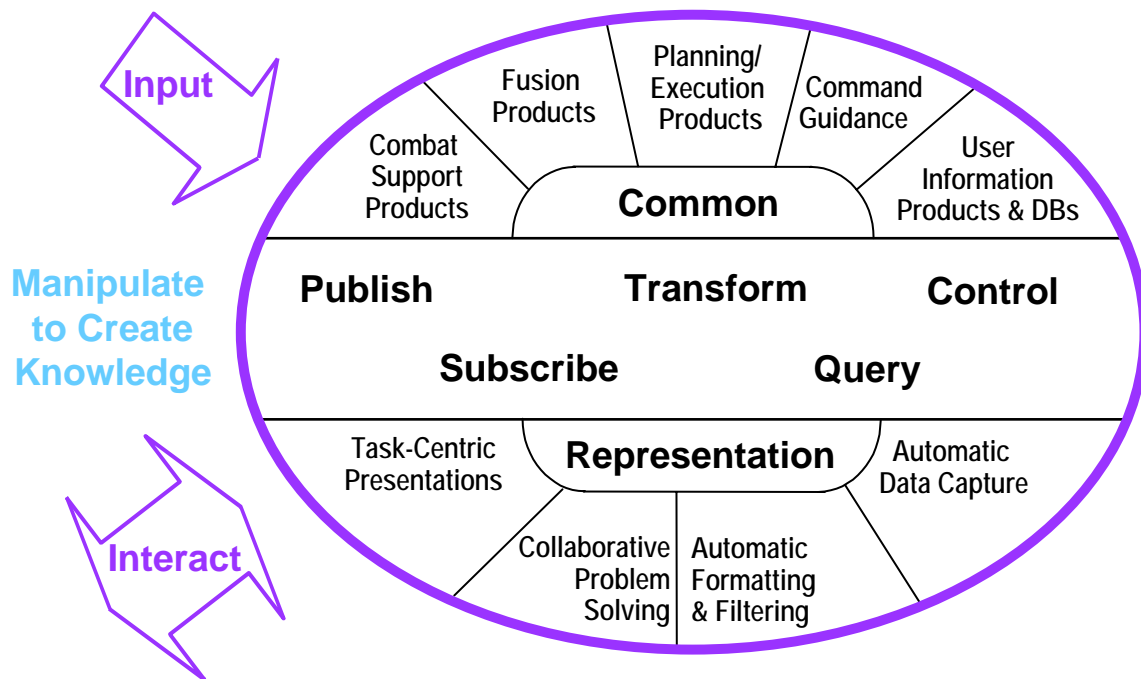 Input
Combat
Support
Products
Fusion
Products
Planning/
Execution
Products
Command
Guidance
User
Information
Products & DBs
Common
Manipulate
to Create
Knowledge
Publish
Transform
Control
Subscribe
Query
Interact
Task-Centric
Presentations
Representation
Automatic
Data Capture
Collaborative
Problem
Solving
Automatic
Formatting
& Filtering